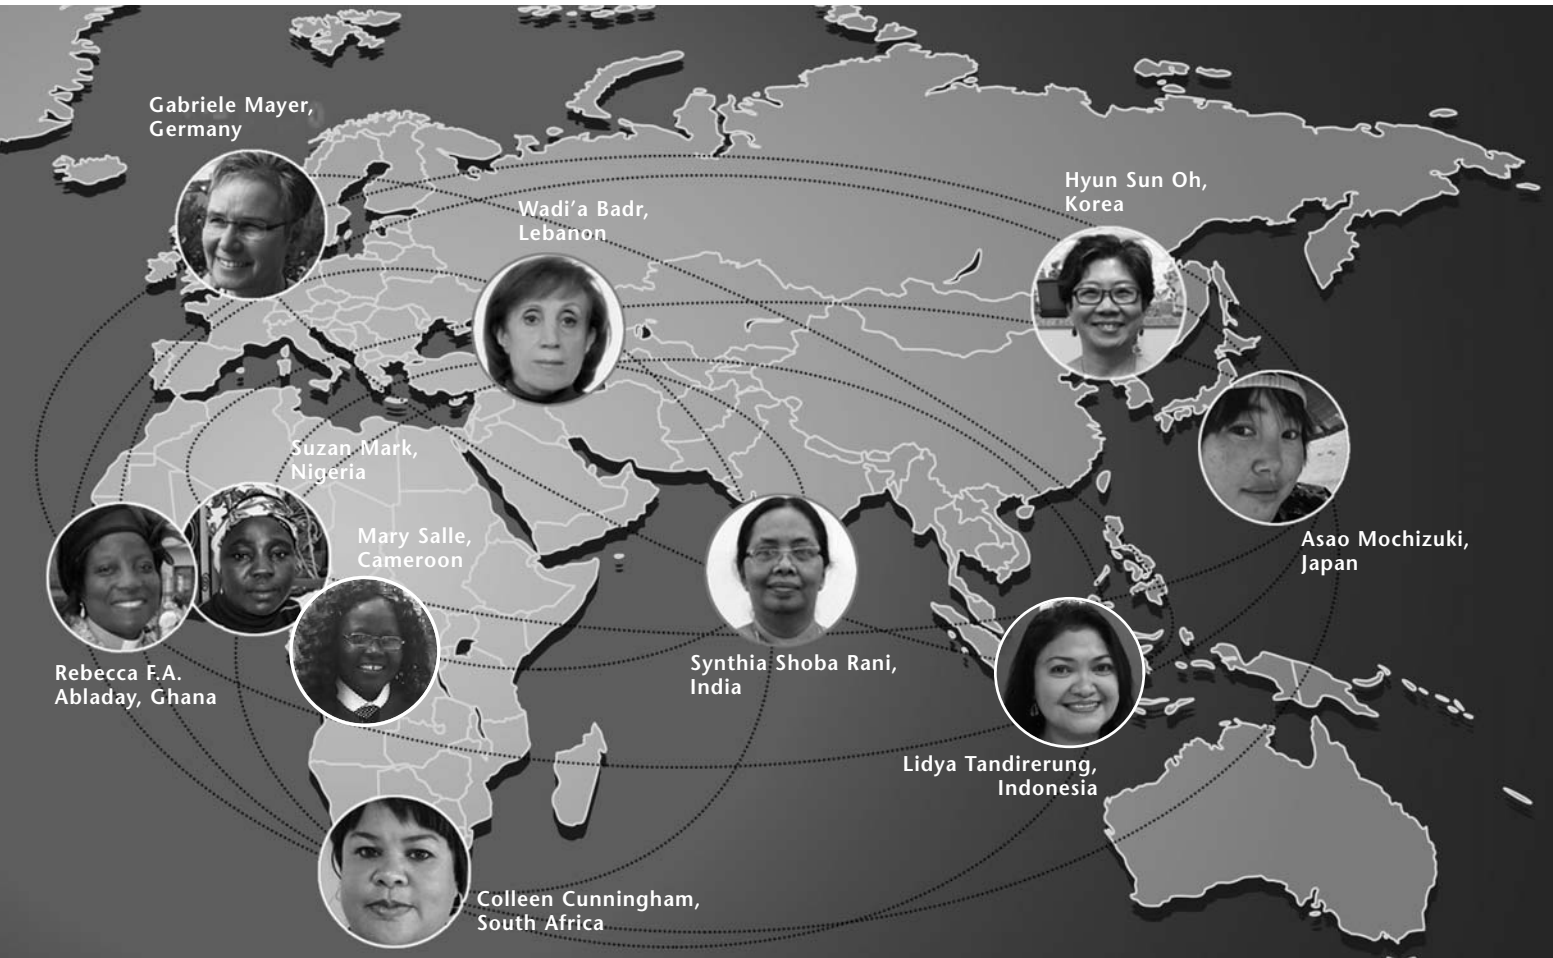 Gabriele Mayer,
Germany
Hyun Sun Oh,
Korea
Wadi’a Badr,
Lebanon
Suzan Mark,
Nigeria
Mary Salle,
Cameroon
Asao Mochizuki,
Japan
Rebecca F.A.
Abladay, Ghana
Synthia Shoba Rani,
India
Lidya Tandirerung,
Indonesia
Colleen Cunningham,
South Africa